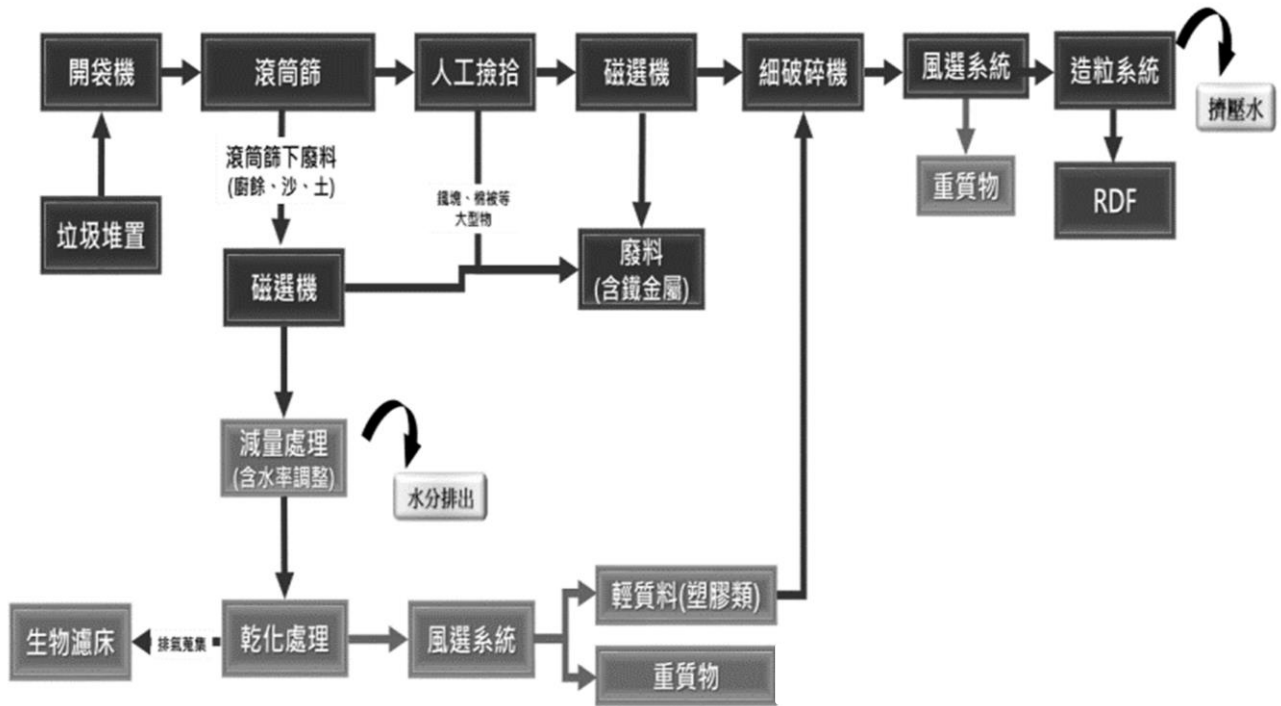 開袋機
滾筒篩
人工撿拾
磁選機
細破碎機
風選系統
造粒系統
擠壓水
滾筒篩下廢料
(廚餘、沙、土)
鐵塊、棉被等
大型物
重質物
RDF
垃圾堆置
磁選機
廢料
(含鐵金屬)
減量處理
(含水率調整)
水分排出
生物濾床
排氣蒐集
乾化處理
風選系統
輕質料(塑膠類)
重質物